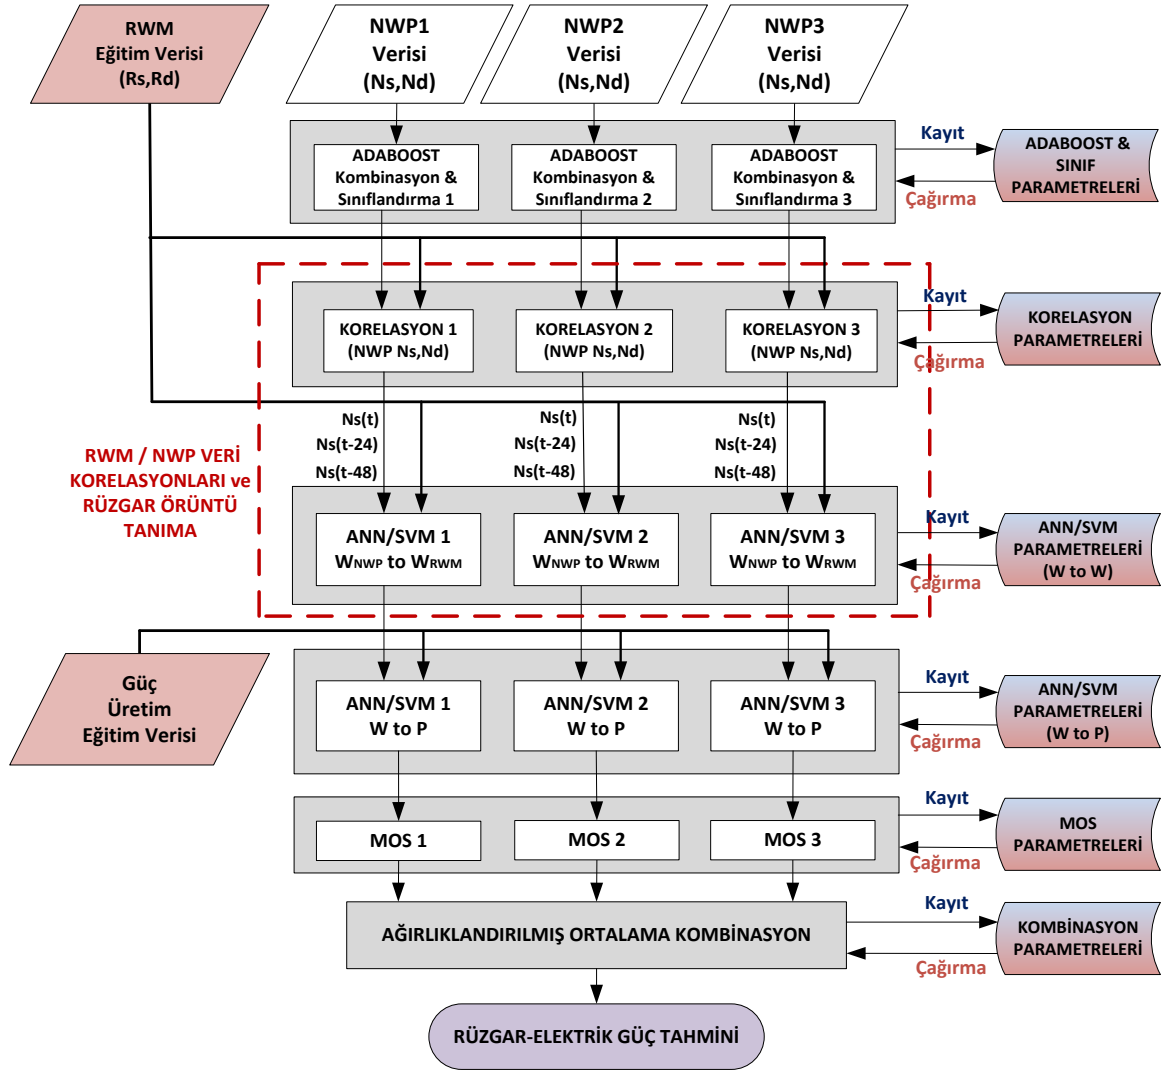 RWM
Eğitim Verisi
(Rs,Rd)
NWP1
Verisi
(Ns,Nd)
NWP2
Verisi
(Ns,Nd)
NWP3
Verisi
(Ns,Nd)
ADABOOST
Kombinasyon &
Sınıflandırma 1
ADABOOST
Kombinasyon &
Sınıflandırma 2
ADABOOST
Kombinasyon &
Sınıflandırma 3
Kayıt
Çağırma
ADABOOST &
SINIF
PARAMETRELERİ
KORELASYON 1
(NWP Ns,Nd)
KORELASYON 2
(NWP Ns,Nd)
KORELASYON 3
(NWP Ns,Nd)
Kayıt
Çağırma
KORELASYON
PARAMETRELERİ
Ns(t)
Ns(t-24)
Ns(t-48)
Ns(t)
Ns(t-24)
Ns(t-48)
Ns(t)
Ns(t-24)
Ns(t-48)
RWM / NWP VERİ
KORELASYONLARI ve
RÜZGAR ÖRÜNTÜ
TANIMA
ANN/SVM 1
WNWP to WRWM
ANN/SVM 2
WNWP to WRWM
ANN/SVM 3
WNWP to WRWM
Kayıt
Çağırma
ANN/SVM
PARAMETRELERİ
(W to W)
Güç
Üretim
Eğitim Verisi
ANN/SVM 1
W to P
ANN/SVM 2
W to P
ANN/SVM 3
W to P
Kayıt
Çağırma
ANN/SVM
PARAMETRELERİ
(W to P)
MOS 1
MOS 2
MOS 3
Kayıt
Çağırma
MOS
PARAMETRELERİ
AĞIRLIKLANDIRILMIŞ ORTALAMA KOMBİNASYON
Kayıt
Çağırma
KOMBİNASYON
PARAMETRELERİ
RÜZGAR-ELEKTRİK GÜÇ TAHMİNİ